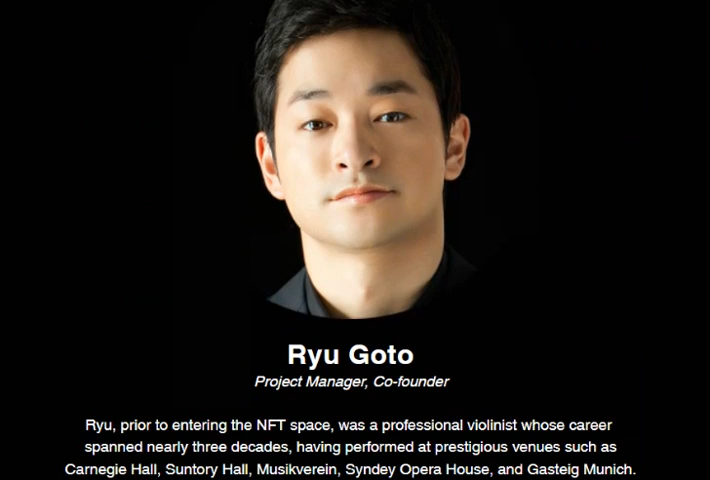 Ryu Goto
Project Manager, Co-founder
Ryu, prior to entering the NFT space, was a professional violinist whose career
spanned nearly three decades, having performed at prestigious venues such as
Carnegie Hall, Suntory Hall, Musikverein, Syndey Opera House, and Gasteig Munich.